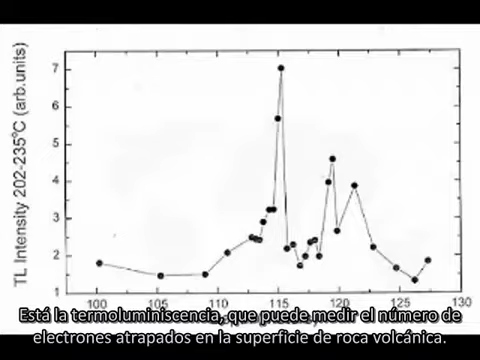 TL Intensity 202-235°C (arb.units)
7
6
5
4
3
2
1
100 105 110 115 120 125 130
Está la termoluminiscencia, que puede medir el número de
electrones atrapados en la superficie de roca volcánica.